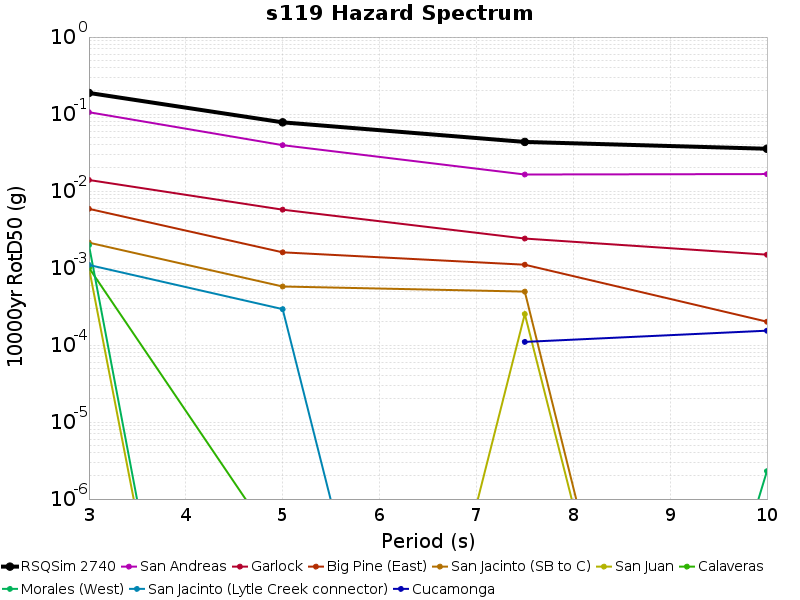 s119 Hazard Spectrum
10000yr RotD50 (g)
10^0
10^-1
10^-2
10^-3
10^-4
10^-5
10^-6
3 4 5 6 7 8 9 10
Period (s)
RSQSim 2740 San Andreas Garlock Big Pine (East) San Jacinto (SB to C) San Juan Calaveras
Morales (West) San Jacinto (Lytle Creek connector) Cucamonga